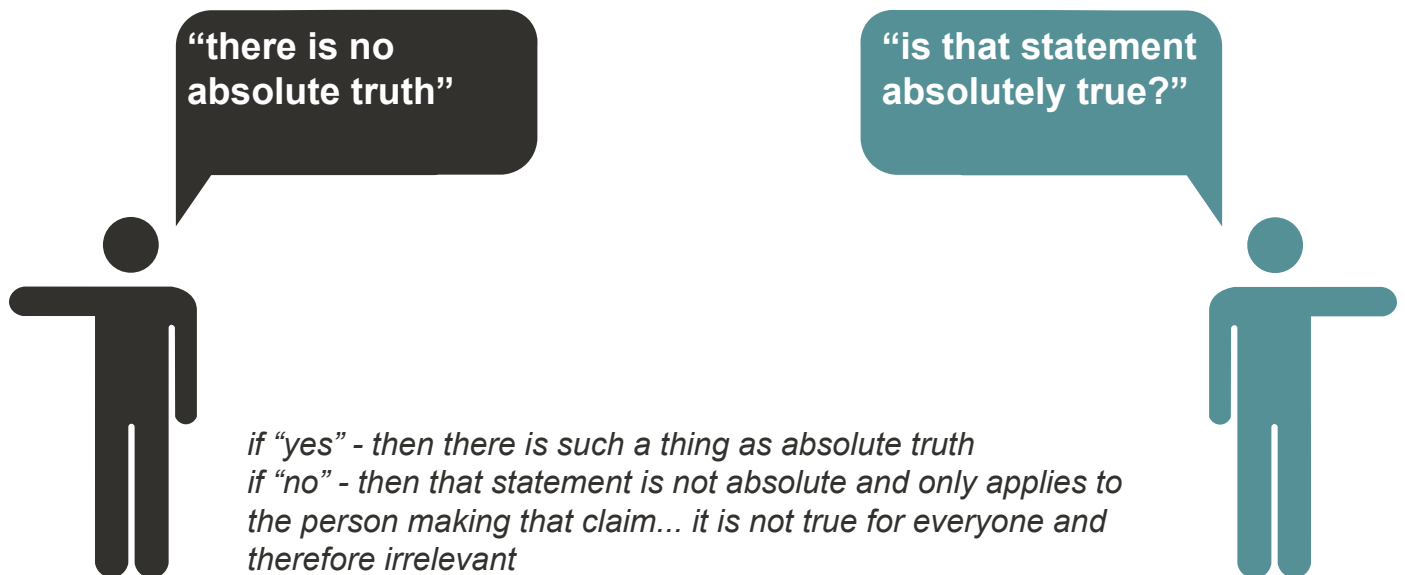 “there is no
absolute truth”
“is that statement
absolutely true?”
if “yes” - then there is such a thing as absolute truth
if “no” - then that statement is not absolute and only applies to
the person making that claim... it is not true for everyone and
therefore irrelevant